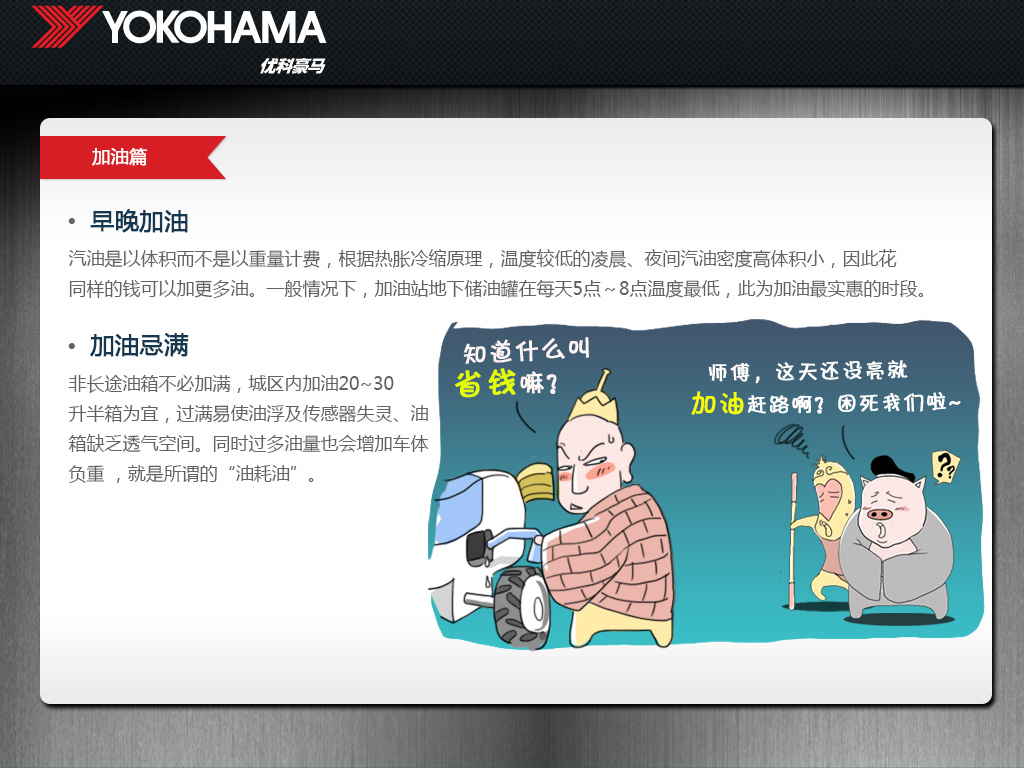 YOKOHAMA
优科豪马
加油篇
• 早晚加油
汽油是以体积而不是以重量计费，根据热胀冷缩原理，温度较低的凌晨、夜间汽油密度高体积小，因此花
同样的钱可以加更多油。一般情况下，加油站地下储油罐在每天5点～8点温度最低，此为加油最实惠的时段。
• 加油忌满
非长途油箱不必加满，城区内加油20~30
升半箱为宜，过满易使油浮及传感器失灵、油
箱缺乏透气空间。同时过多油量也会增加车体
负重 ，就是所谓的“油耗油”。
知道什么叫
省钱嘛？
师傅，这天还没亮就
加油赶路啊？困死我们啦~
??